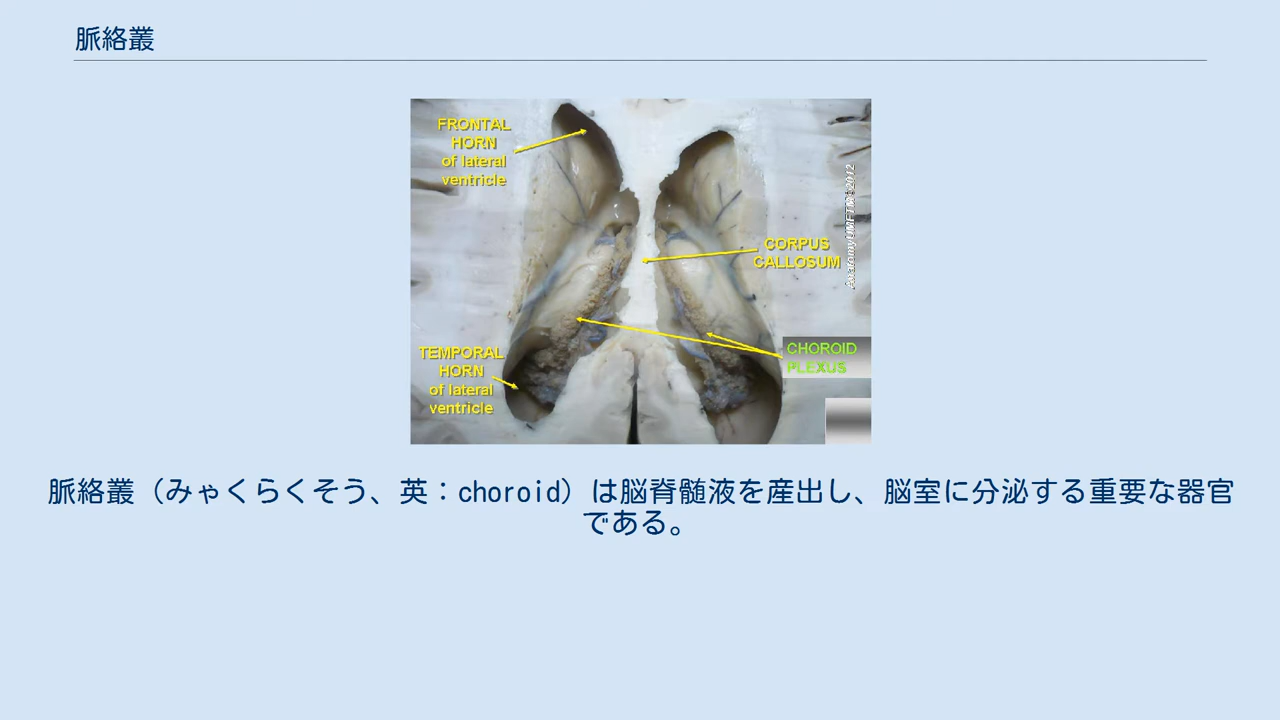 脈絡叢
FRONTAL
HORN
of lateral
ventricle
CORPUS
CALLOSUM
AnatomyUMFTM©2012
CHOROID
PLEXUS
TEMPORAL
HORN
of lateral
ventricle
脈絡叢（みゃくらくそう、英：choroid）は脳脊髄液を産出し、脳室に分泌する重要な器官
である。